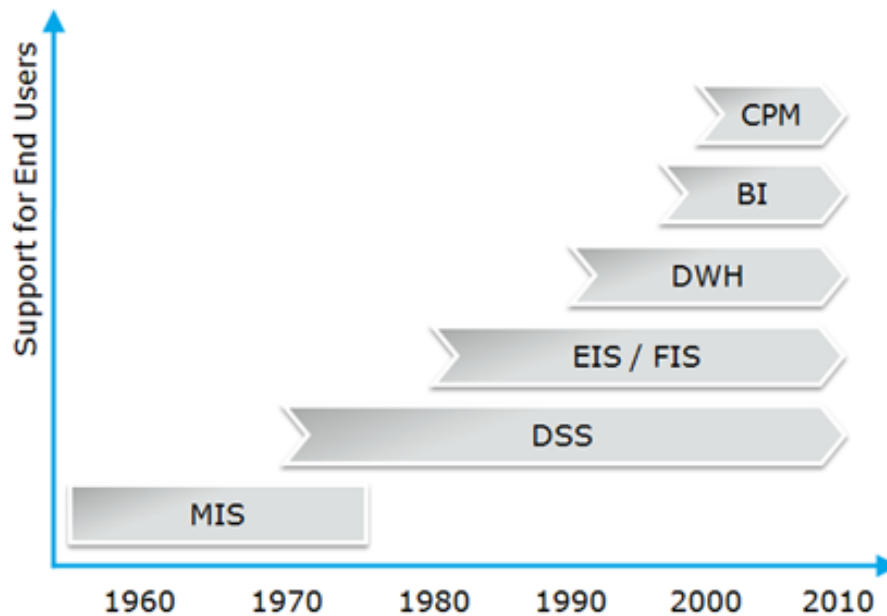 Support for End Users
CPM
BI
DWH
EIS / FIS
DSS
MIS
1960 1970 1980 1990 2000 2010